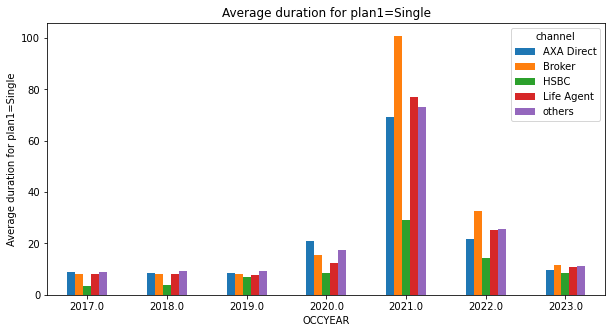 Average duration for plan1=Single
channel
AXA Direct
Broker
HSBC
Life Agent
others
Average duration for plan1=Single
100
80
60
40
20
0
2017.0 2018.0 2019.0 2020.0 2021.0 2022.0 2023.0
OCCYEAR